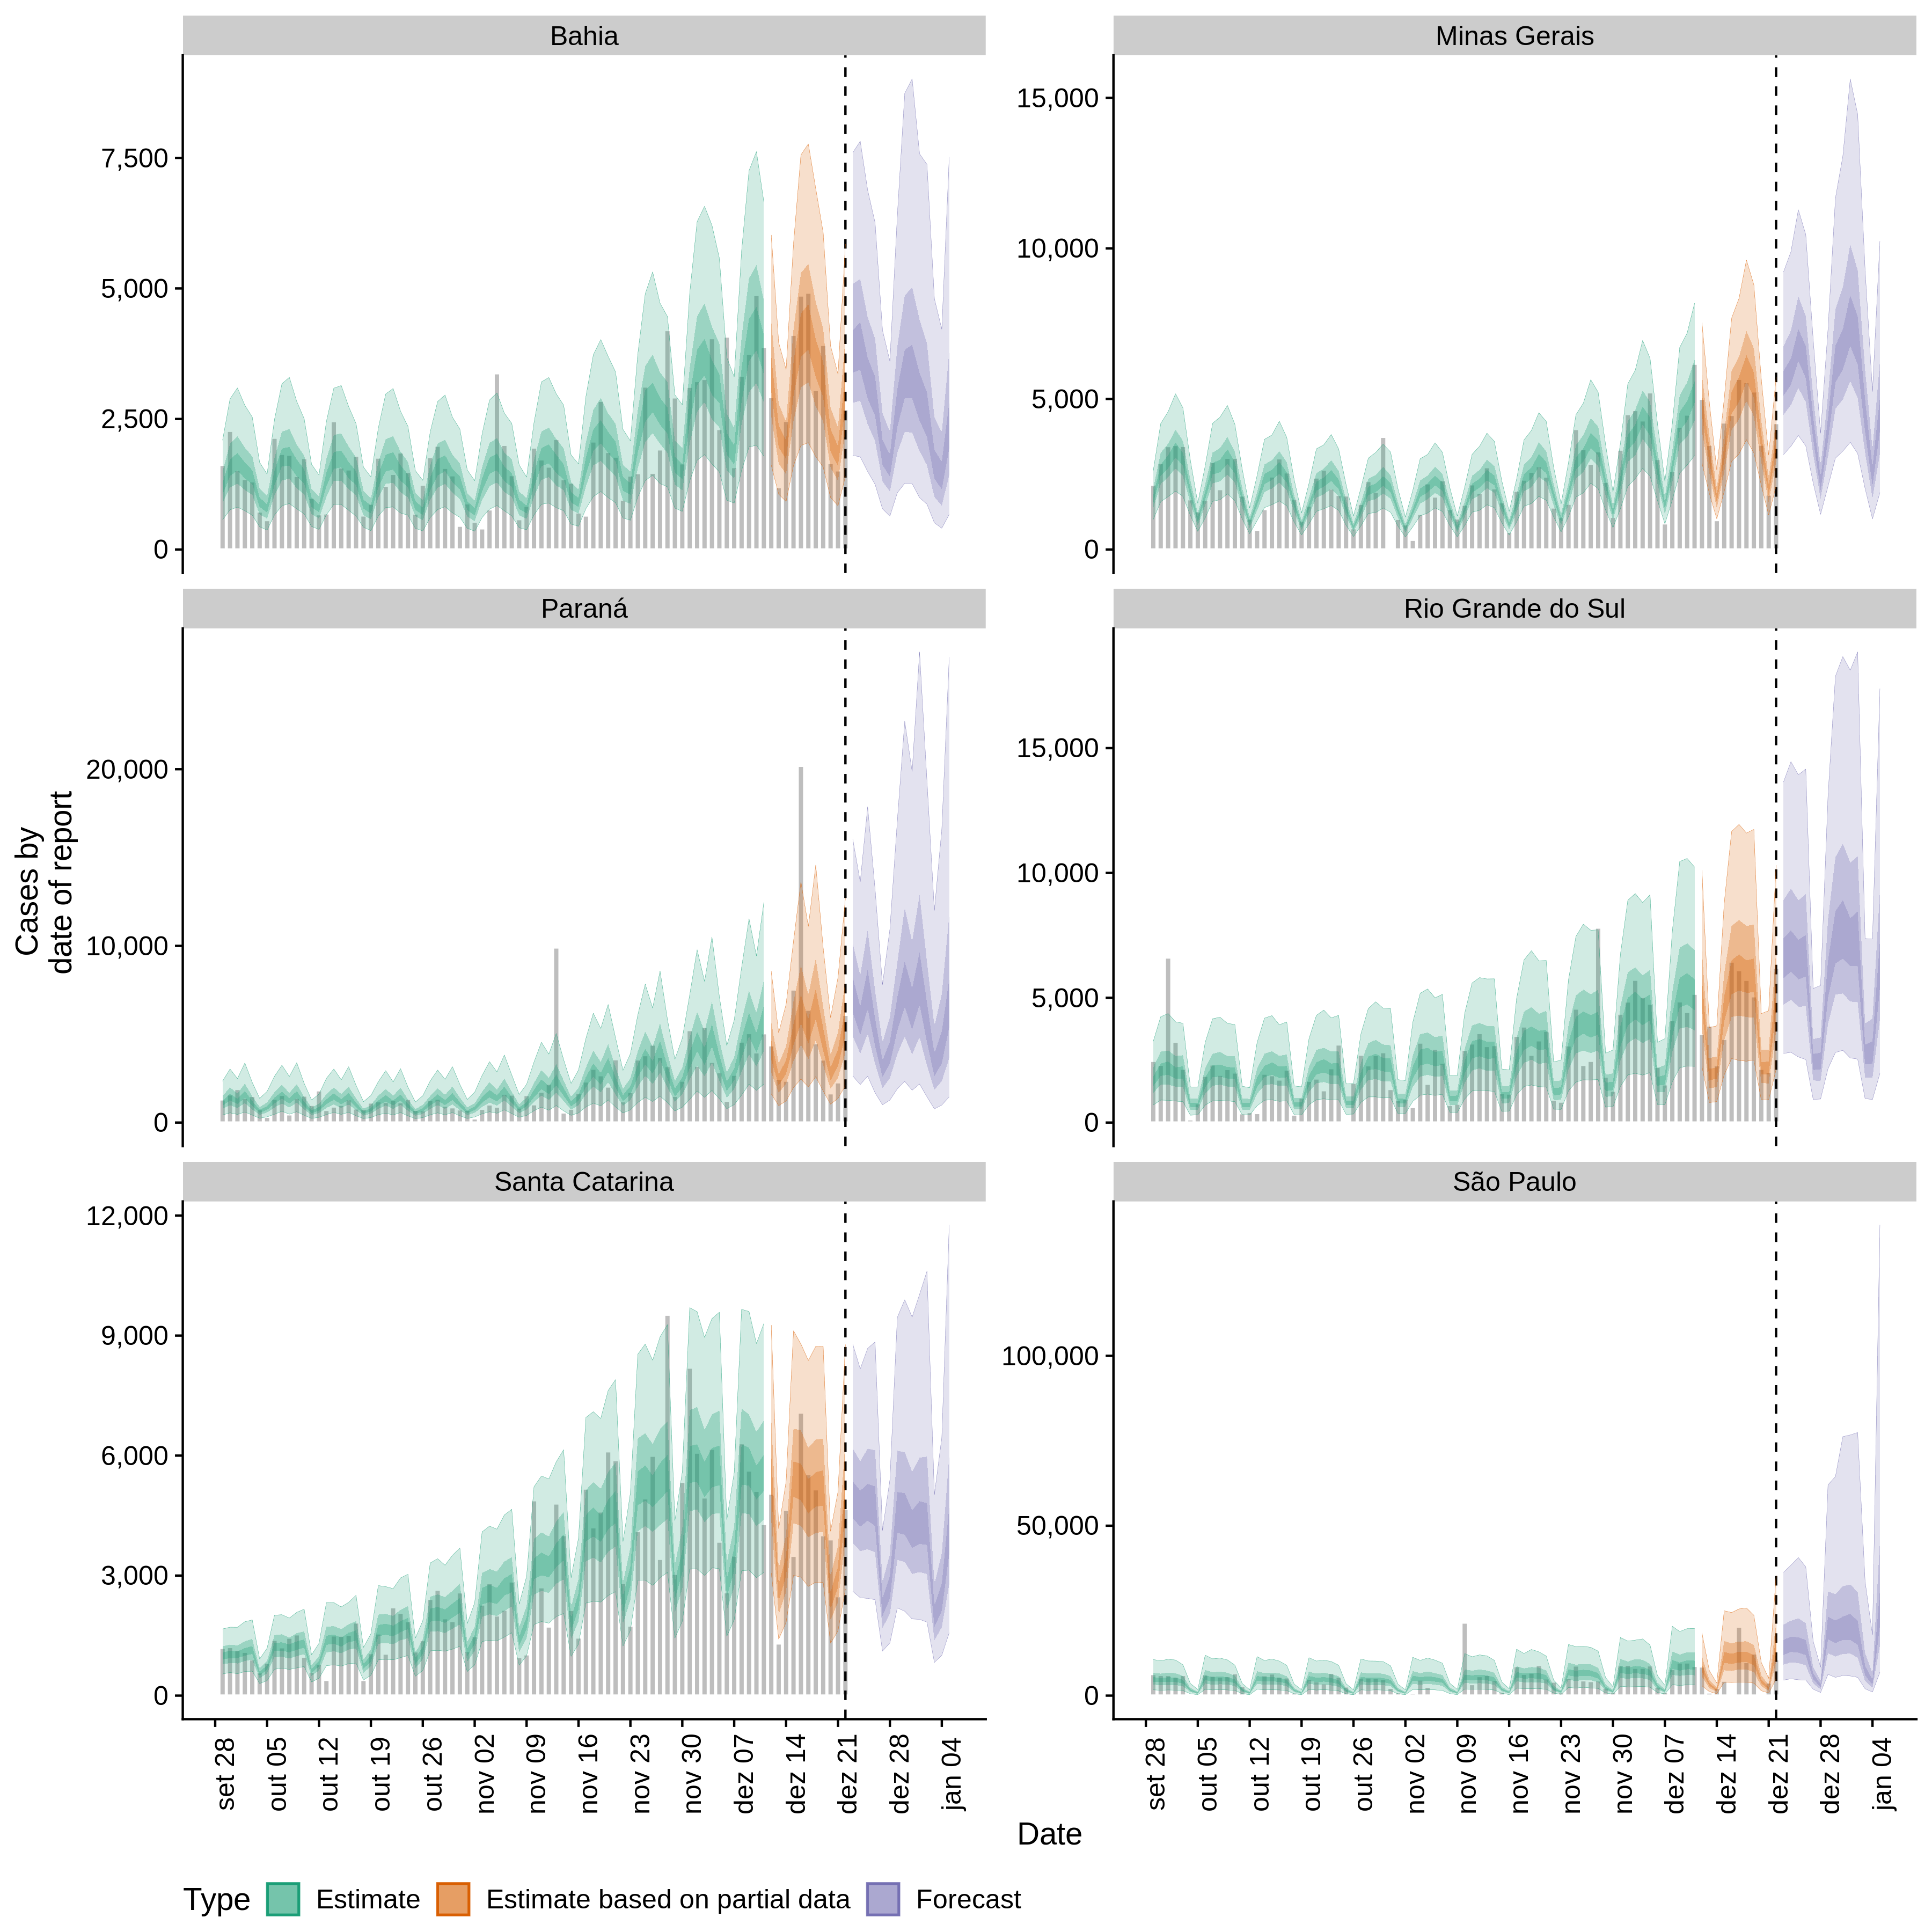 Bahia
Minas Gerais
7,500
5,000
2,500
0
15,000
10,000
5,000
0
Paraná
Rio Grande do Sul
20,000
10,000
0
15,000
10,000
5,000
0
Cases by
date of report
Santa Catarina
São Paulo
12,000
9,000
6,000
3,000
0
100,000
50,000
0
set 28
out 05
out 12
out 19
out 26
nov 02
nov 09
nov 16
nov 23
nov 30
dez 07
dez 14
dez 21
dez 28
jan 04
set 28
out 05
out 12
out 19
out 26
nov 02
nov 09
nov 16
nov 23
nov 30
dez 07
dez 14
dez 21
dez 28
jan 04
Date
Type Estimate Estimate based on partial data Forecast